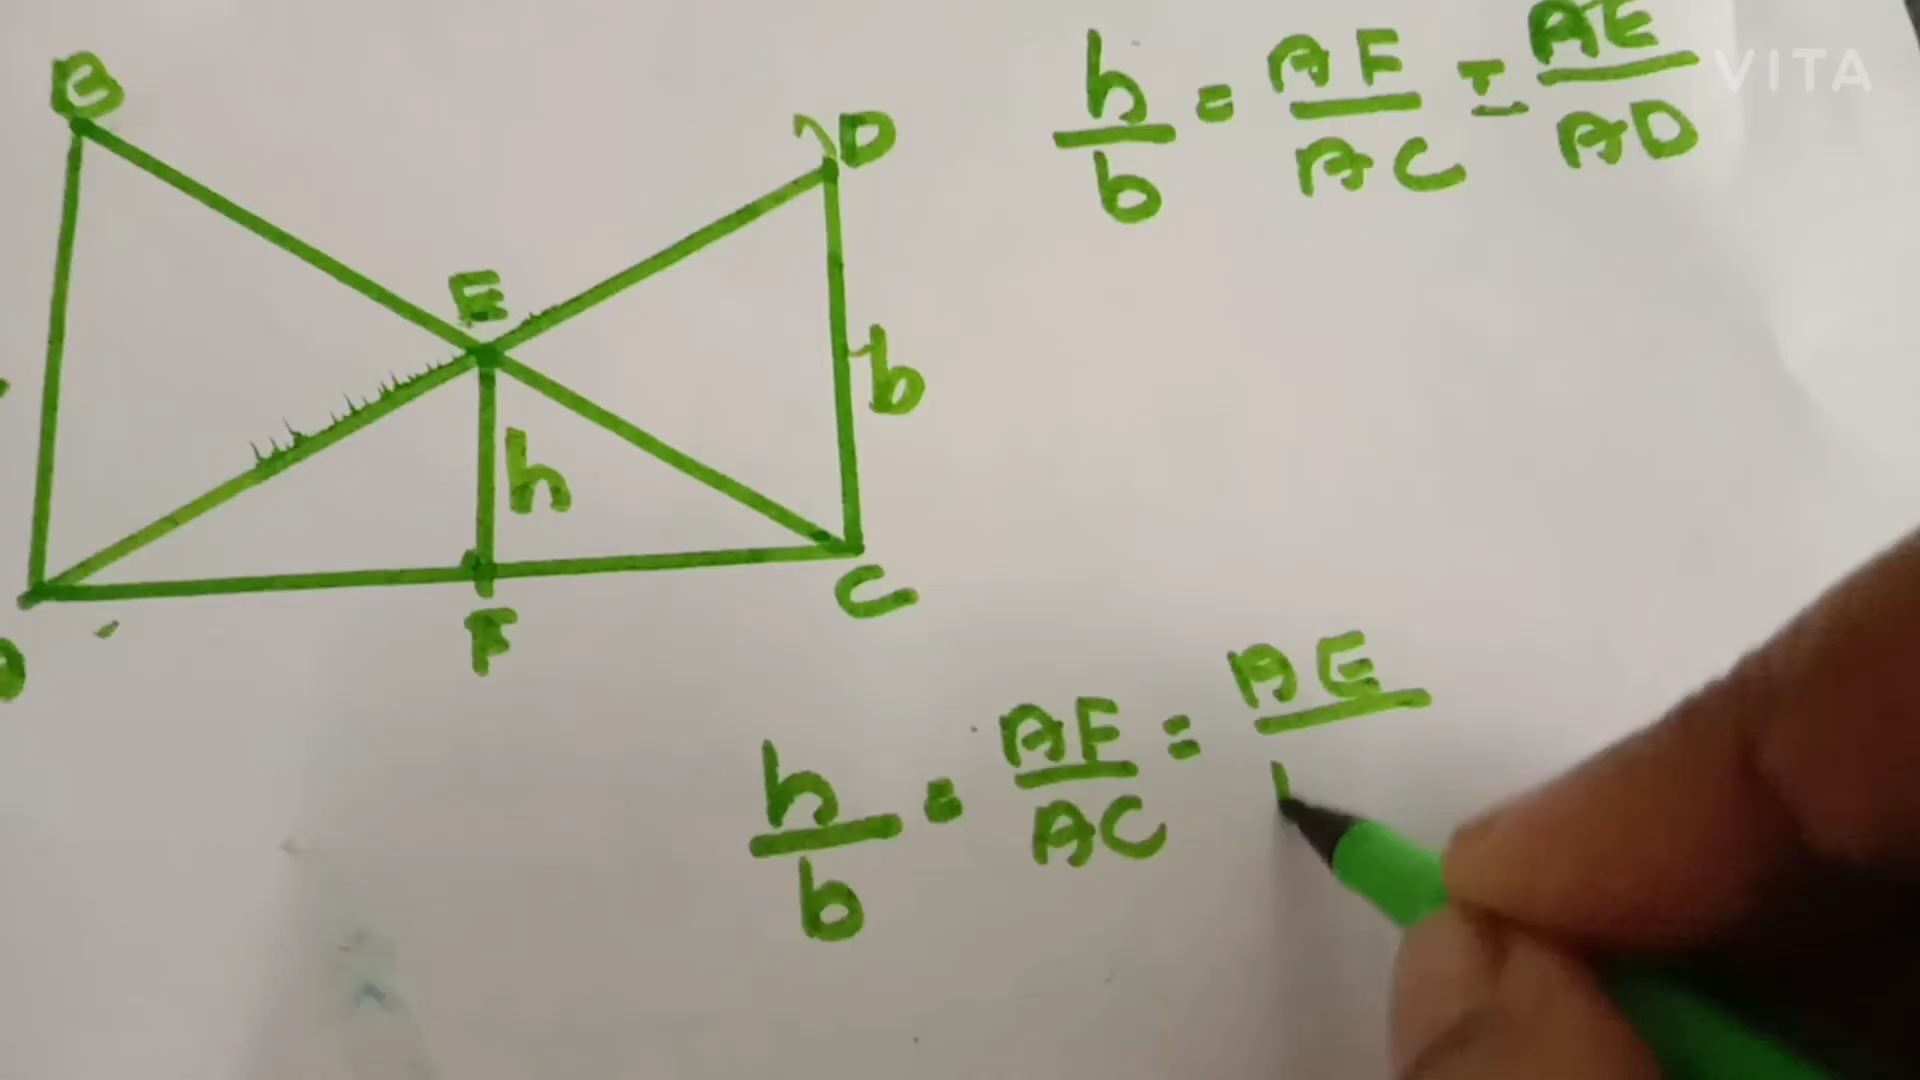 B
D
E
b
h
C
F
h/b = AF/AC = AE/AD
VITA
h/b = AF/AC = AE/